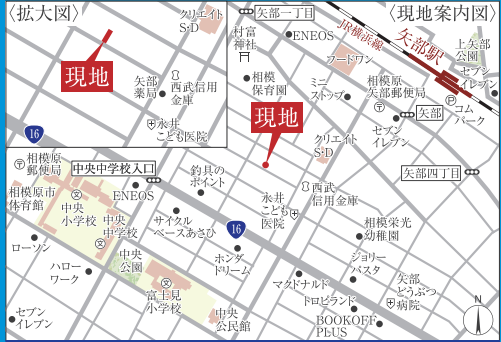 〈拡大図〉
クリエイト
S・D
現地
矢部
薬局
西武信用
金庫
永井
こども医院
16
〈現地案内図〉
矢部一丁目
ENEOS
村富
神社
フードワン
JR横浜線
矢部駅
上矢部
公園
セブン
イレブン
相模
保育園
ミニ
ストップ
相模原
矢部郵便局
コム
パーク
P
現地
セブン
イレブン
矢部
クリエイト
S・D
矢部四丁目
相模原
郵便局
中央中学校入口
釣具の
ポイント
ENEOS
相模原市
体育館
中央
小学校
中央
中学校
サイクル
ベースあさひ
永井
こども
医院
西武
信用金庫
16
相模栄光
幼稚園
ローソン
ハロー
ワーク
中央
公園
ホンダ
ドリーム
ジョリー
パスタ
マクドナルド
矢部
どうぶつ
病院
富士見
小学校
トロピランド
セブン
イレブン
中央
公民館
BOOKOFF
PLUS
N